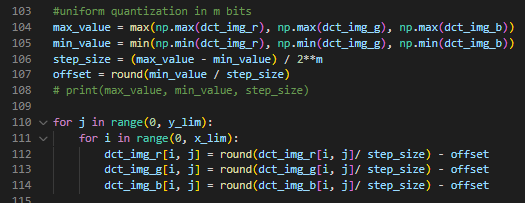 103 #uniform quantization in m bits
104 max_value = max(np.max(dct_img_r), np.max(dct_img_g), np.max(dct_img_b))
105 min_value = min(np.min(dct_img_r), np.min(dct_img_g), np.min(dct_img_b))
106 step_size = (max_value - min_value) / 2**m
107 offset = round(min_value / step_size)
108 # print(max_value, min_value, step_size)
109
110 for j in range(0, y_lim):
111     for i in range(0, x_lim):
112         dct_img_r[i, j] = round(dct_img_r[i, j]/ step_size) - offset
113         dct_img_g[i, j] = round(dct_img_g[i, j]/ step_size) - offset
114         dct_img_b[i, j] = round(dct_img_b[i, j]/ step_size) - offset
115